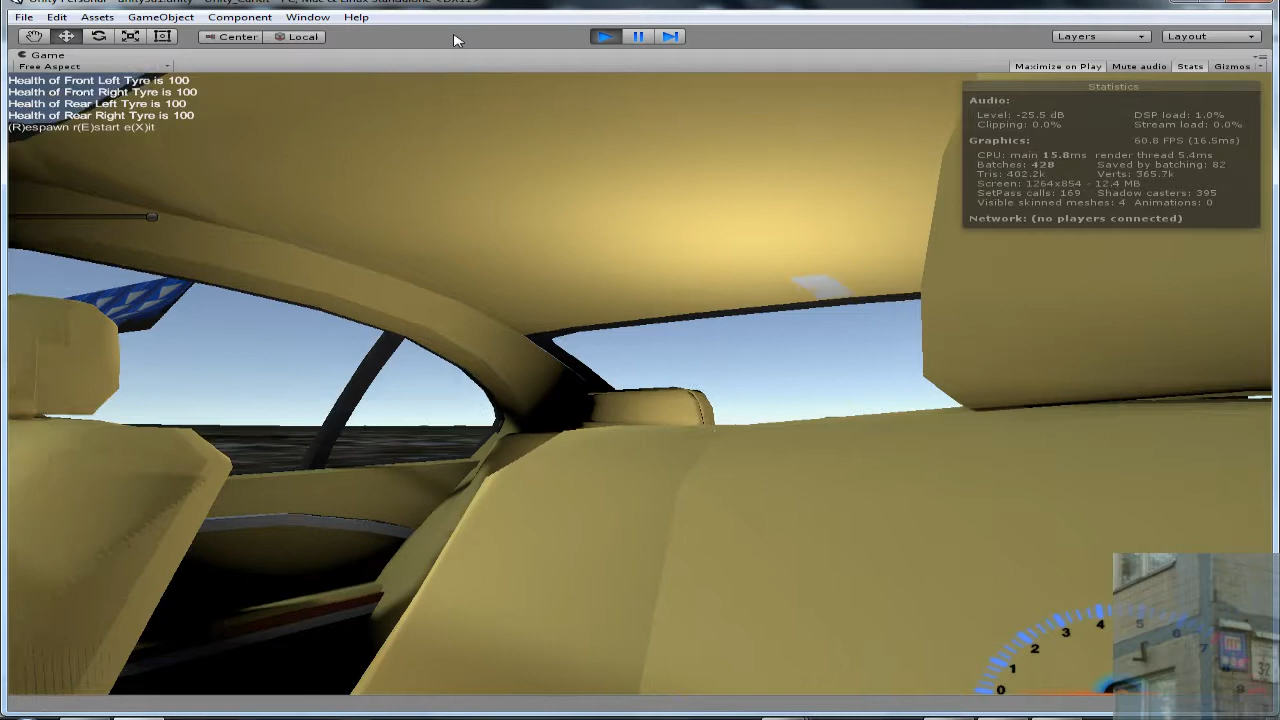 File Edit Assets GameObject Component Window Help
Center Local Layers Layout
Game
Free Aspect Maximize on Play Mute audio Stats Gizmos
Health of Front Left Tyre is 100
Health of Front Right Tyre is 100
Health of Rear Left Tyre is 100
Health of Rear Right Tyre is 100
(R)espawn r(E)start e(X)it
Statistics
Audio:
Level: -25.5 dB DSP load: 1.0%
Clipping: 0.0% Stream load: 0.0%
Graphics: 60.8 FPS (16.5ms)
CPU: main 15.8ms render thread 5.4ms
Batches: 428 Saved by batching: 82
Tris: 402.2k Verts: 365.7k
Screen: 1264x854 - 12.4 MB
SetPass calls: 169 Shadow casters: 395
Visible skinned meshes: 4 Animations: 0
Network: (no players connected)
0 1 2 3 4 5 6 7
32